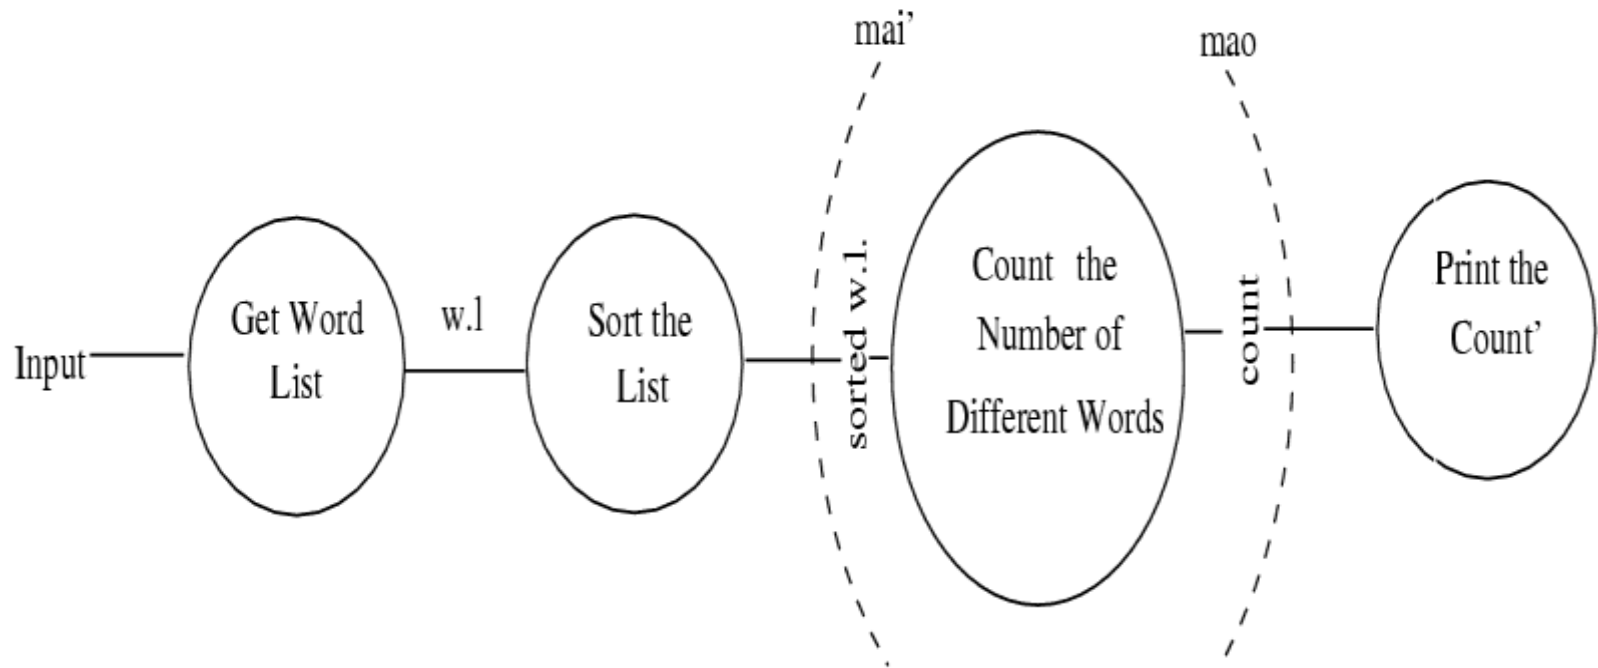 mai’
mao
Input
Get Word
List
w.l
Sort the
List
sorted w.l.
Count the
Number of
Different Words
count
Print the
Count’